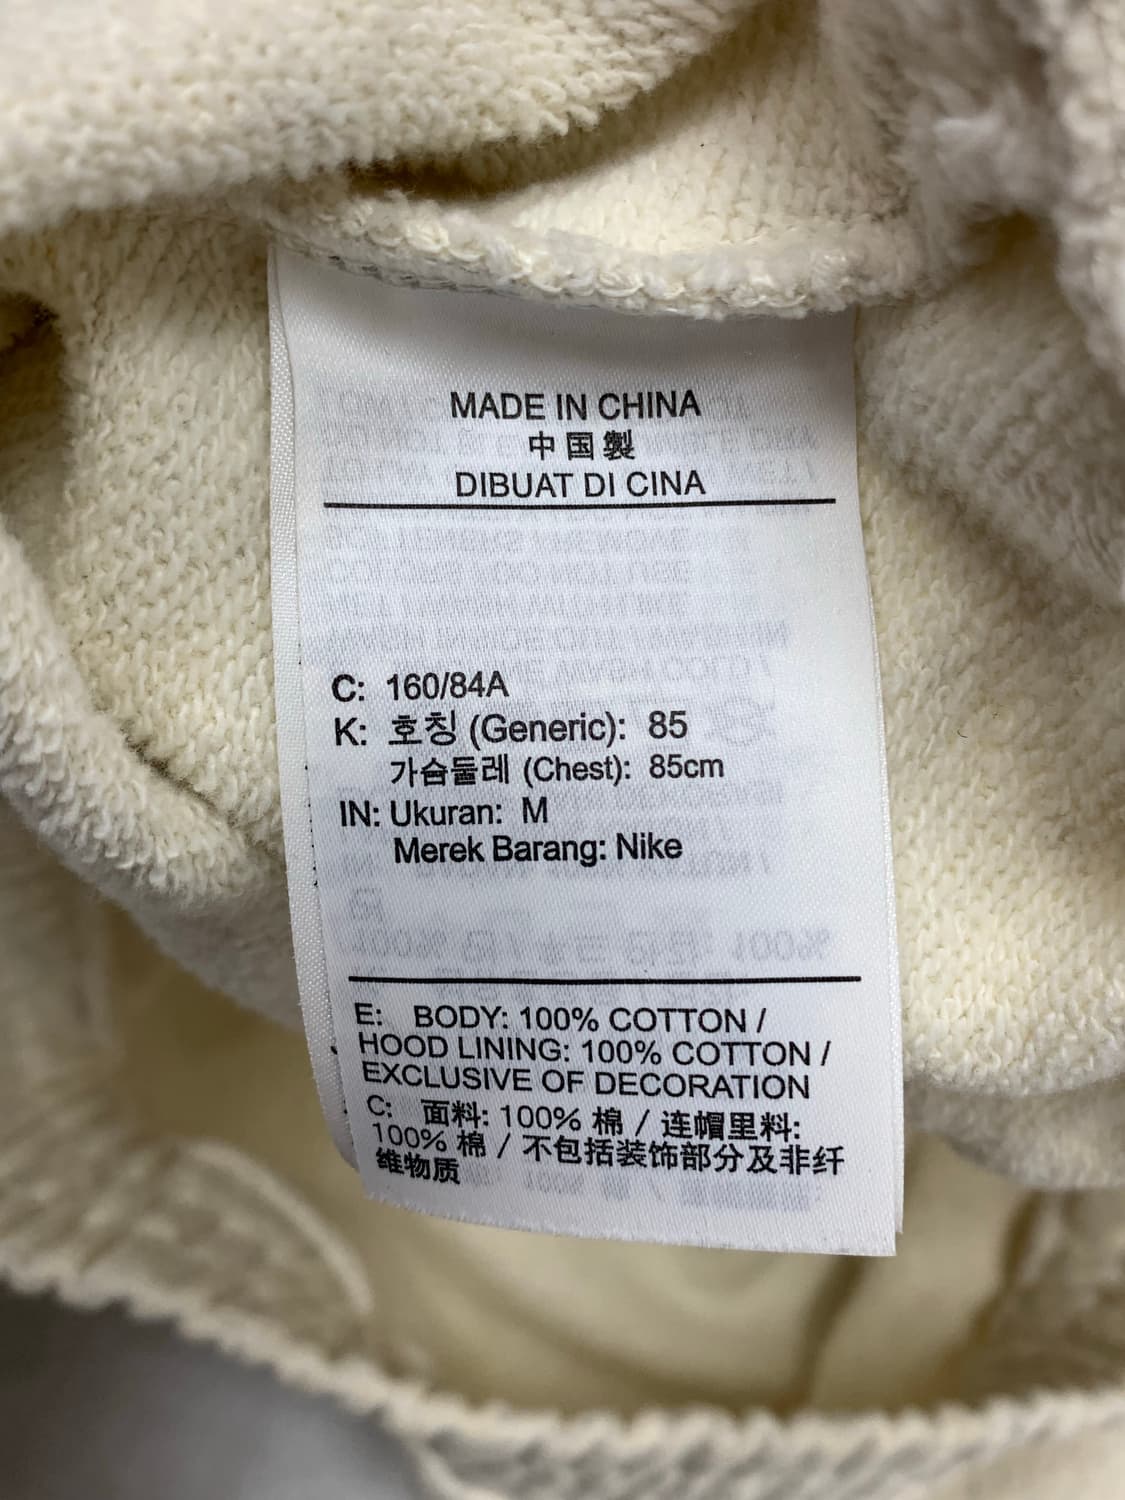 MADE IN CHINA
中国製
DIBUAT DI CINA
C: 160/84A
K: 호칭 (Generic): 85
가슴둘레 (Chest): 85cm
IN: Ukuran: M
Merek Barang: Nike
E: BODY: 100% COTTON /
HOOD LINING: 100% COTTON /
EXCLUSIVE OF DECORATION
C: 面料: 100% 棉 / 连帽里料:
100% 棉 / 不包括装饰部分及非纤
维物质